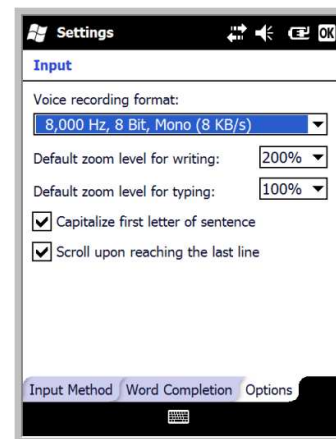 Settings OK
Input
Voice recording format:
8,000 Hz, 8 Bit, Mono (8 KB/s)
Default zoom level for writing: 200%
Default zoom level for typing: 100%
Capitalize first letter of sentence
Scroll upon reaching the last line
Input Method Word Completion Options